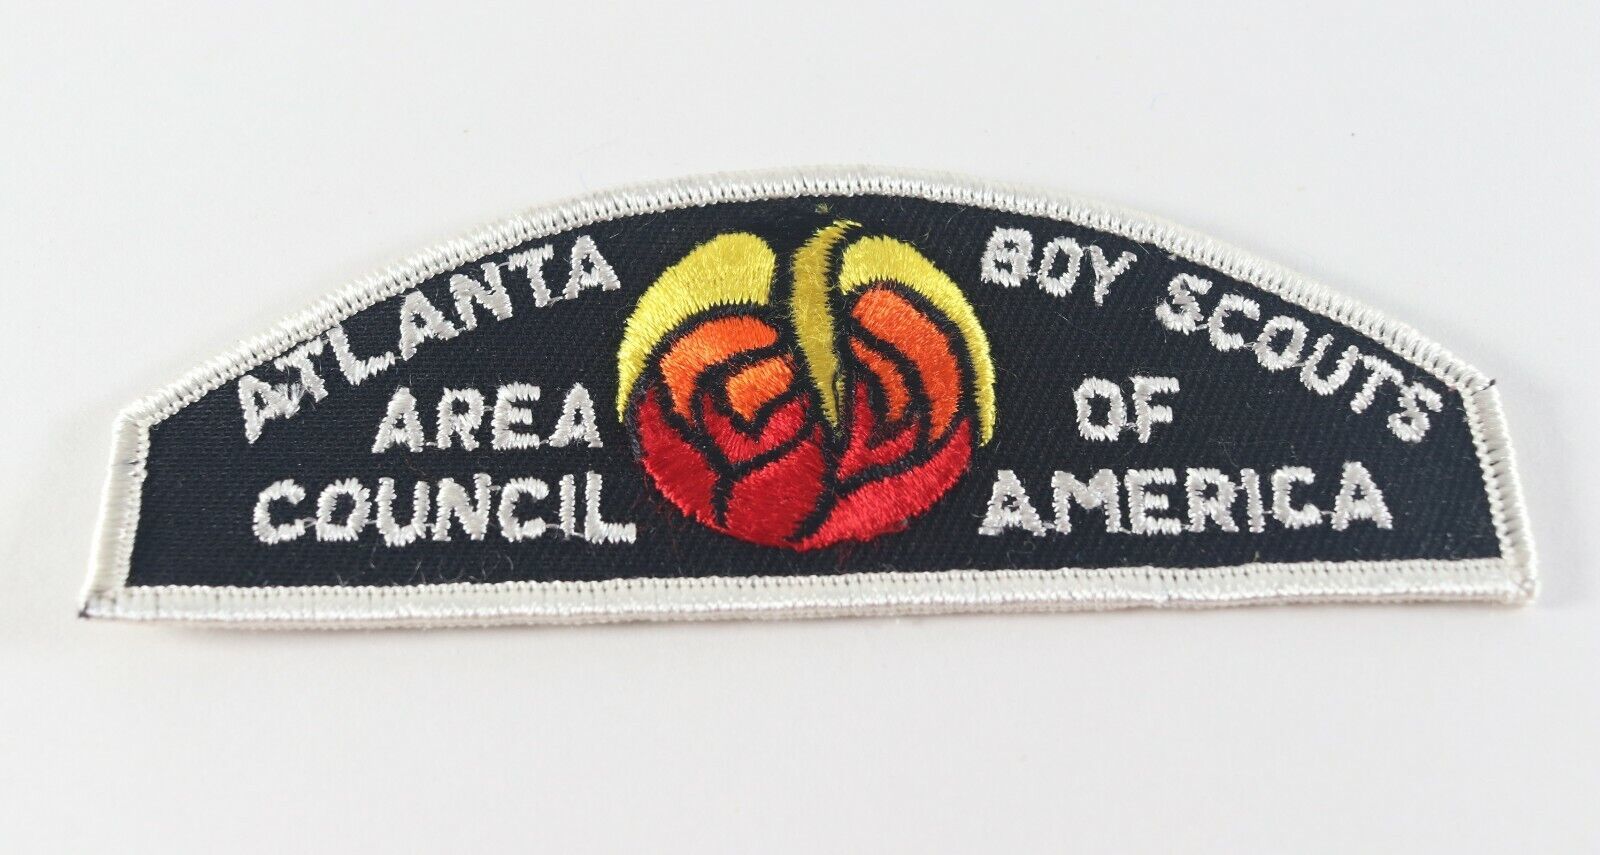 ATLANTA
AREA
COUNCIL
BOY SCOUTS
OF
AMERICA